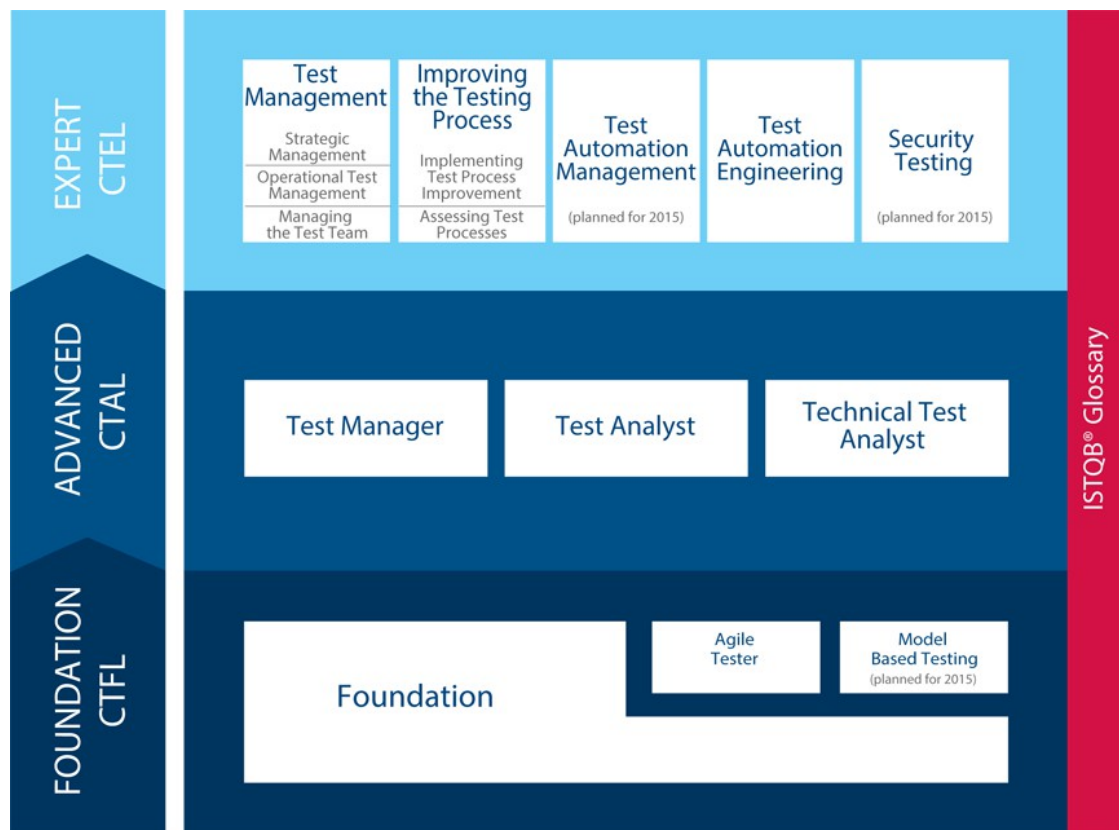 EXPERT
CTEL
Test
Management
Strategic
Management
Operational Test
Management
Managing
the Test Team
Improving
the Testing
Process
Implementing
Test Process
Improvement
Assessing Test
Processes
Test
Automation
Management
(planned for 2015)
Test
Automation
Engineering
Security
Testing
(planned for 2015)
ADVANCED
CTAL
Test Manager
Test Analyst
Technical Test
Analyst
FOUNDATION
CTFL
Foundation
Agile
Tester
Model
Based Testing
(planned for 2015)
ISTQB® Glossary